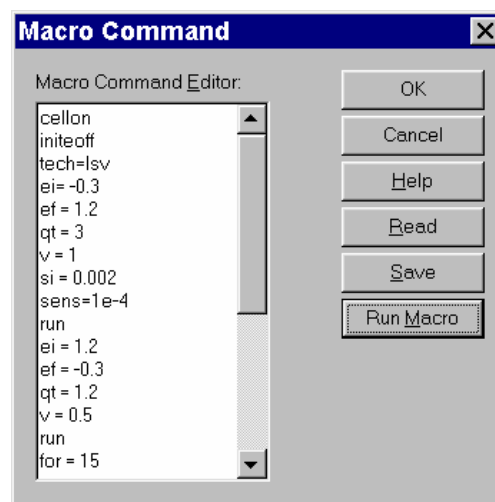 Macro Command
Macro Command Editor:
cellon
initeoff
tech=lsv
ei= -0.3
ef = 1.2
qt = 3
v = 1
si = 0.002
sens=1e-4
run
ei = 1.2
ef = -0.3
qt = 1.2
v = 0.5
run
for = 15
OK
Cancel
Help
Read
Save
Run Macro